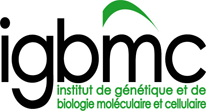 igbmc
institut de génétique et de
biologie moléculaire et cellulaire